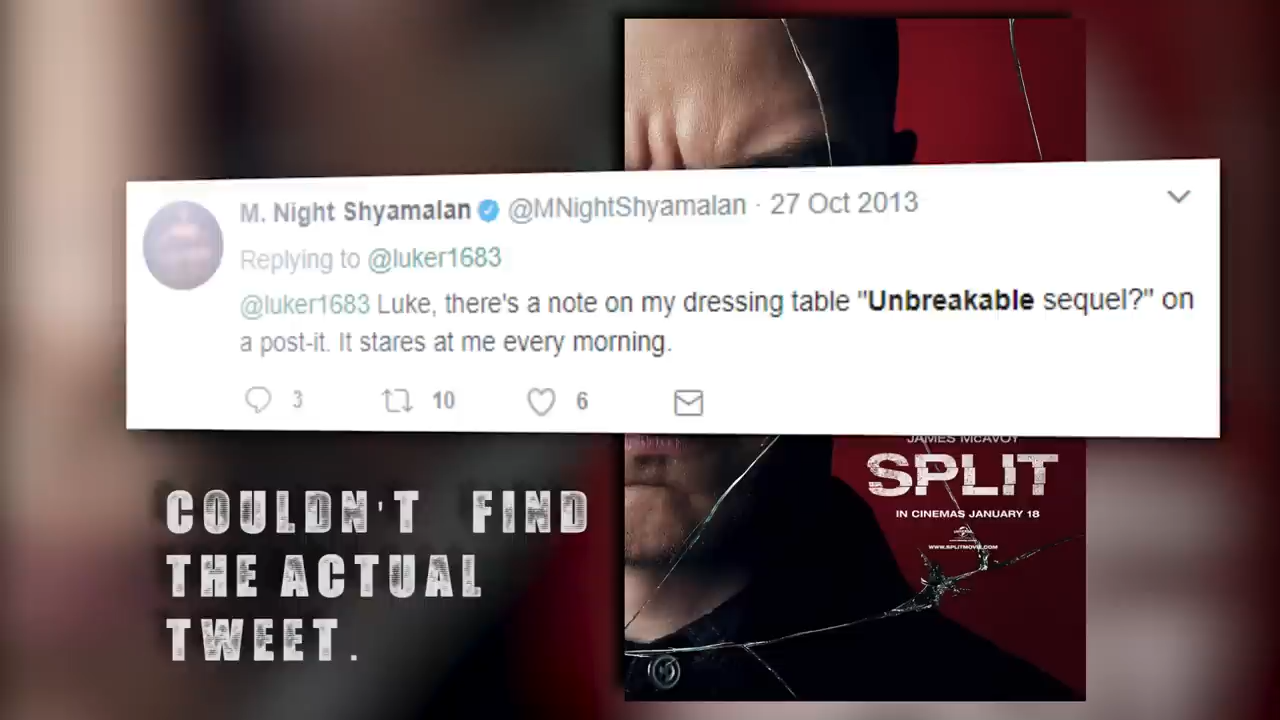 M. Night Shyamalan @MNightShyamalan · 27 Oct 2013
Replying to @luker1683
@luker1683 Luke, there's a note on my dressing table "Unbreakable sequel?" on
a post-it. It stares at me every morning.
3 10 6
JAMES McAVOY
SPLIT
IN CINEMAS JANUARY 18
WWW.SPLITMOVIE.COM
COULDN'T FIND
THE ACTUAL
TWEET.